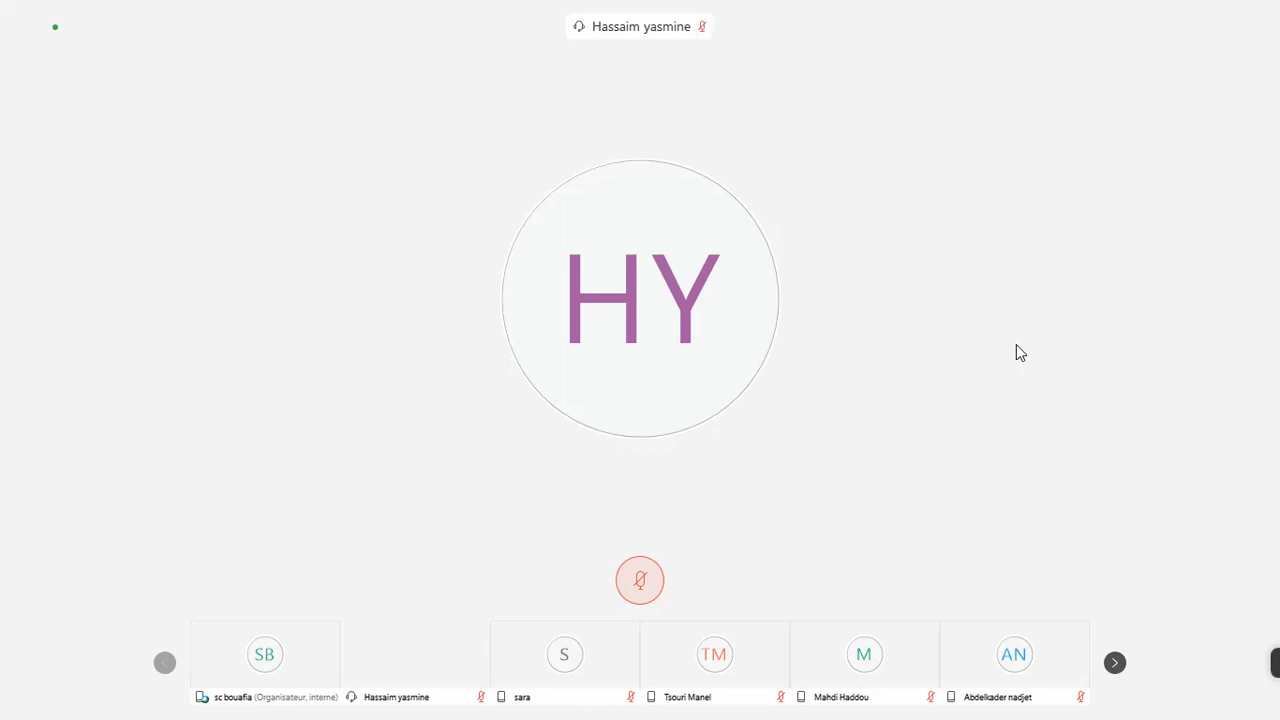 Hassaim yasmine
HY
SB
S
TM
M
AN
sc bouafia (Organisateur, interne)
Hassaim yasmine
sara
Tsouri Manel
Mahdi Haddou
Abdelkader nadjet